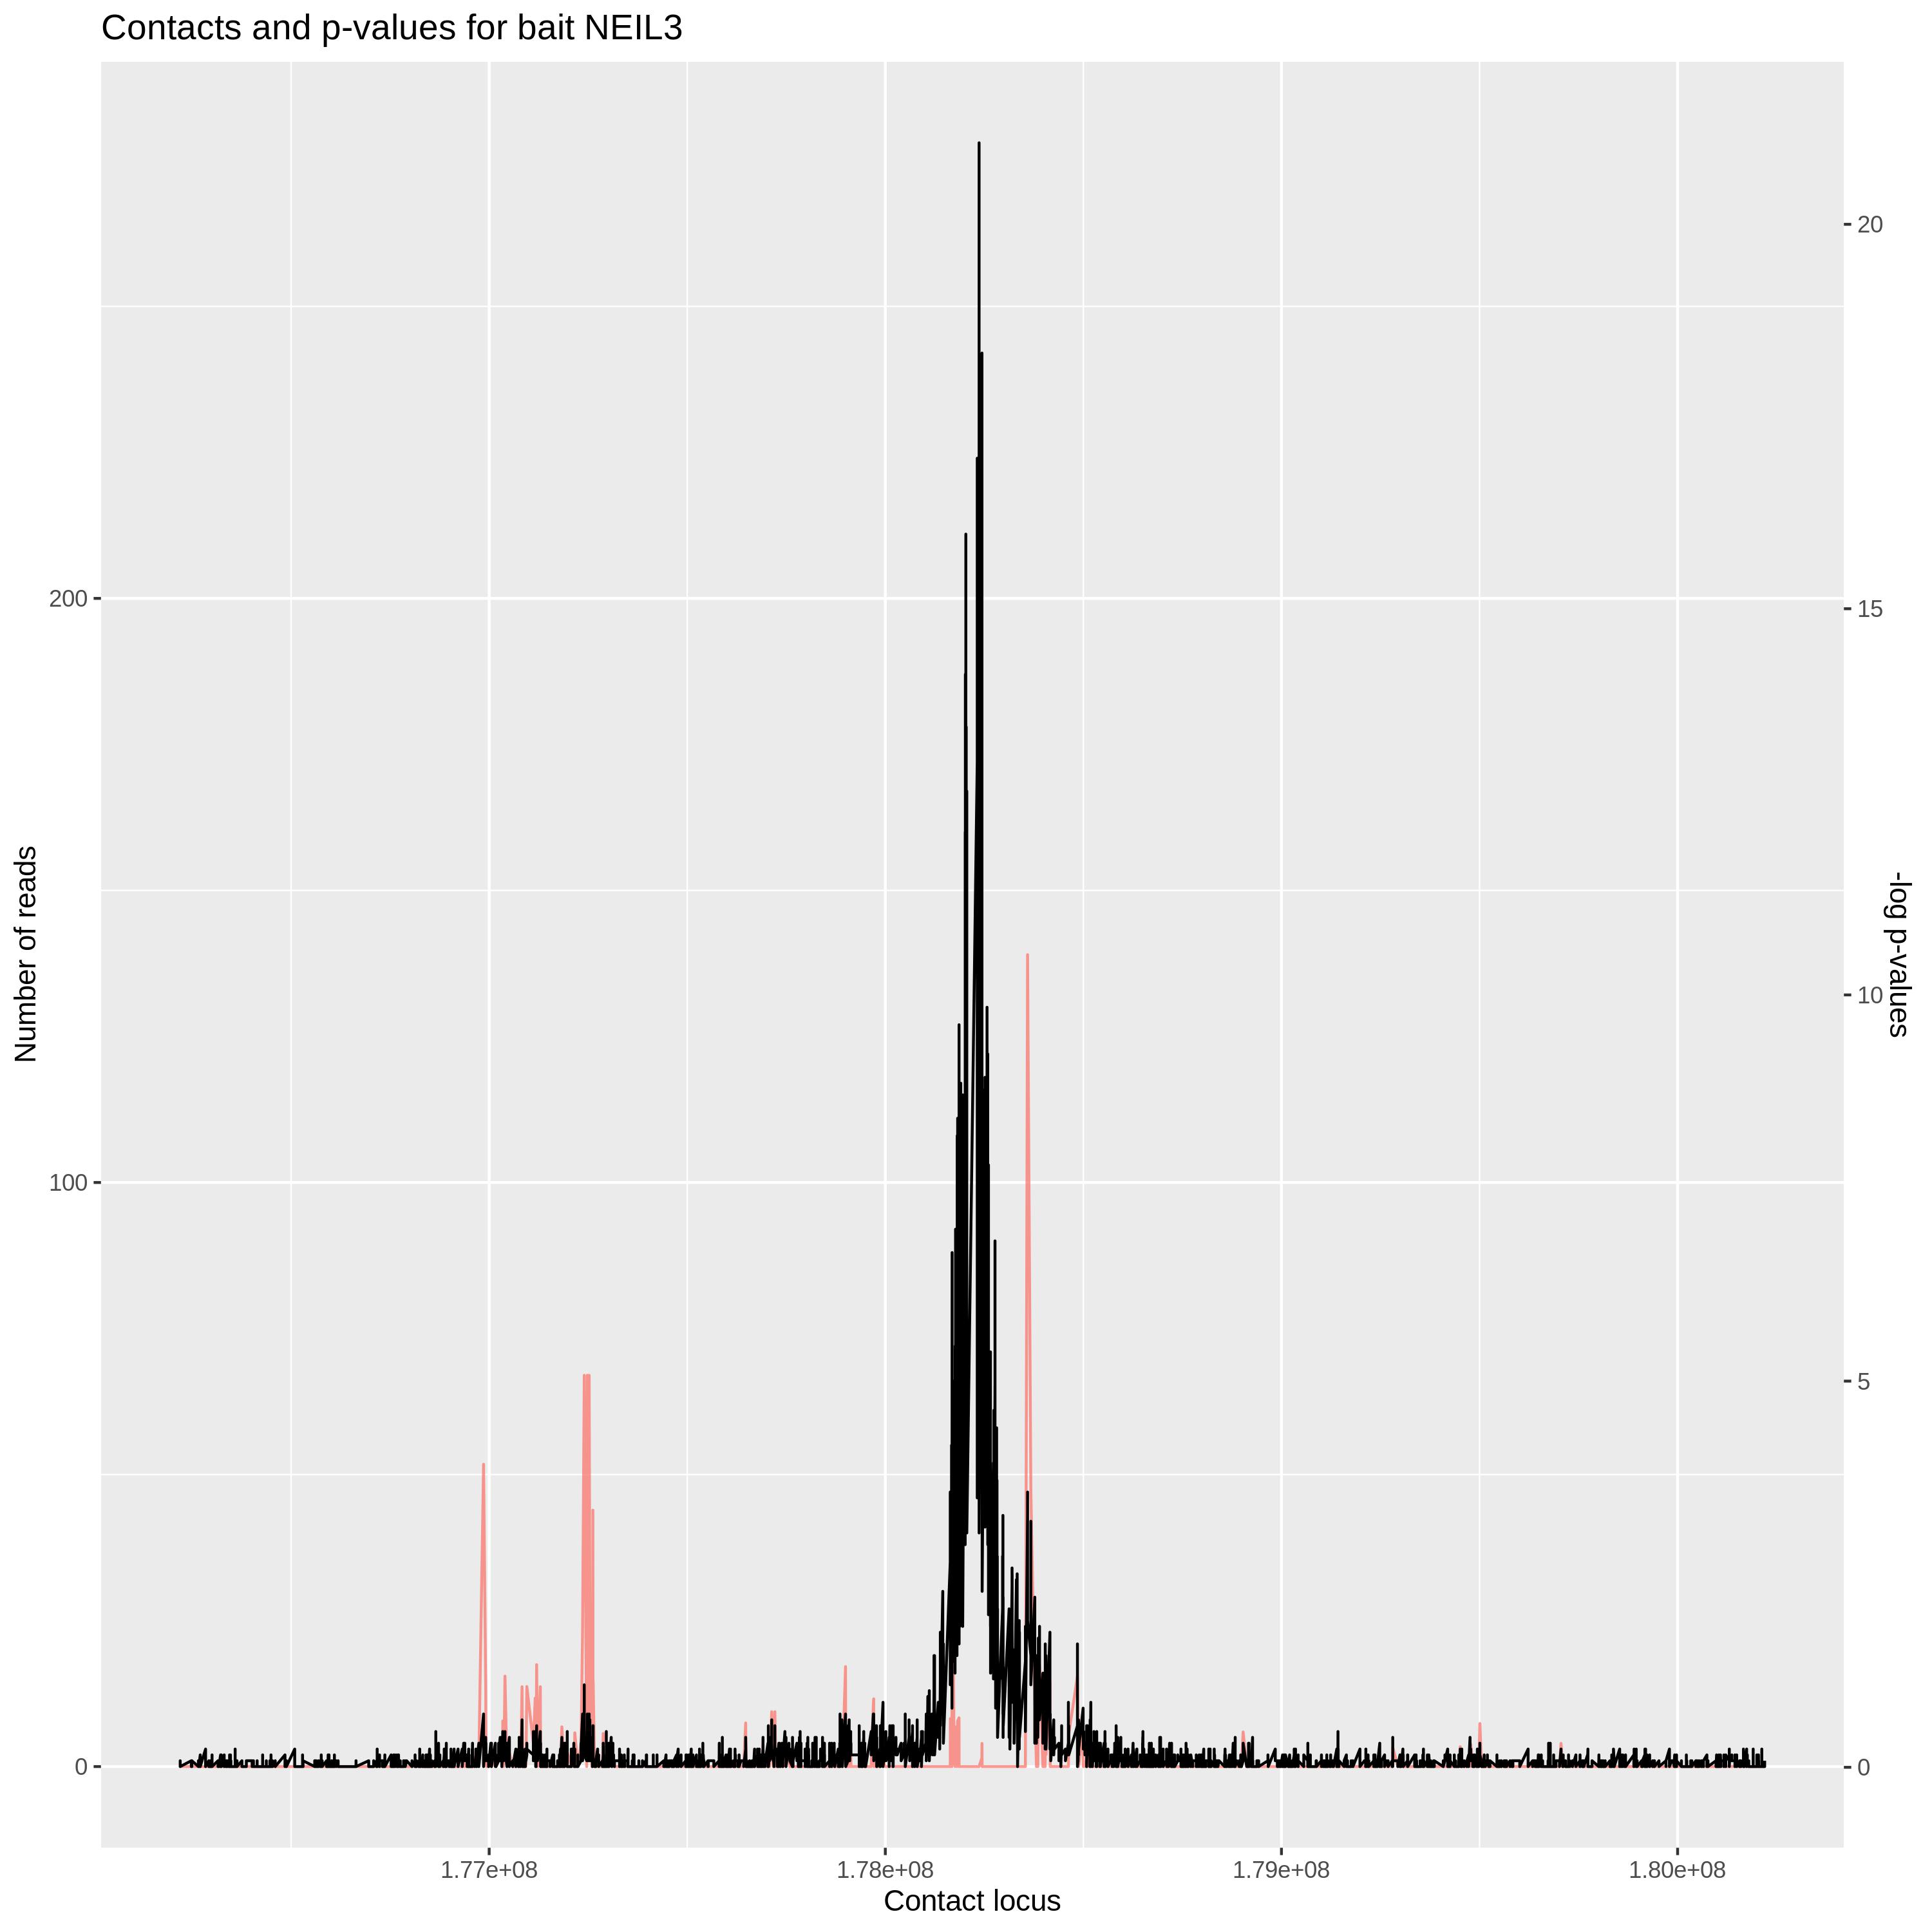 Contacts and p-values for bait NEIL3
Number of reads
200
100
0
20
15
10
5
0
-log p-values
1.77e+08 1.78e+08 1.79e+08 1.80e+08
Contact locus